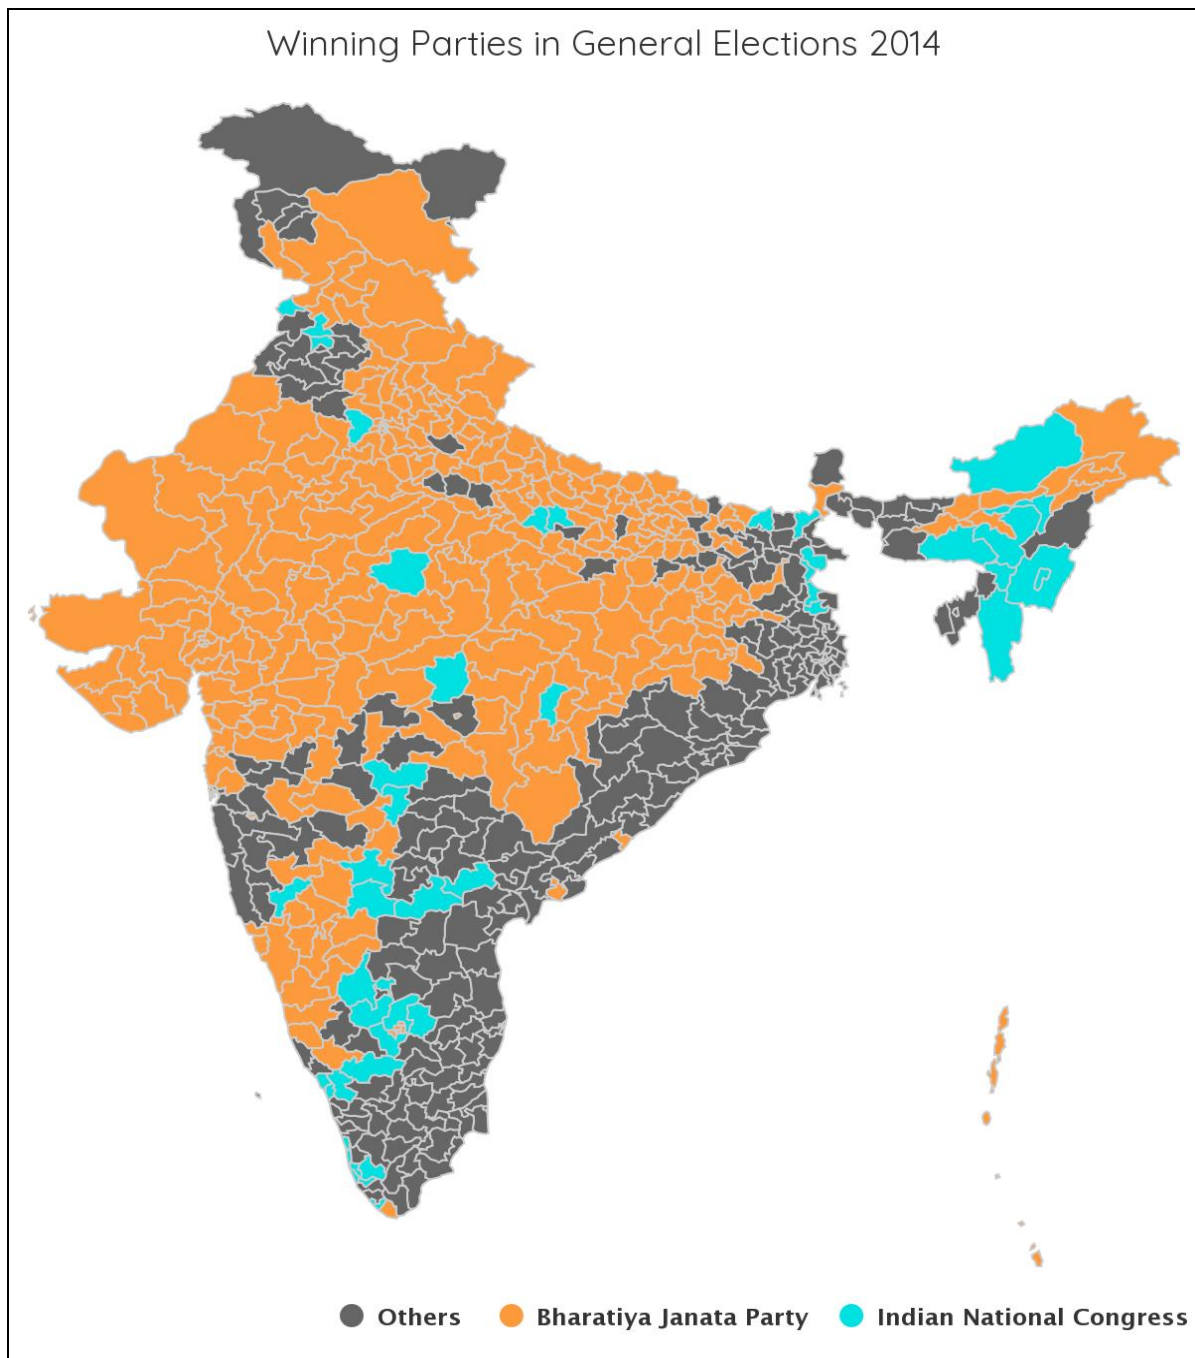 Winning Parties in General Elections 2014
Others Bharatiya Janata Party Indian National Congress